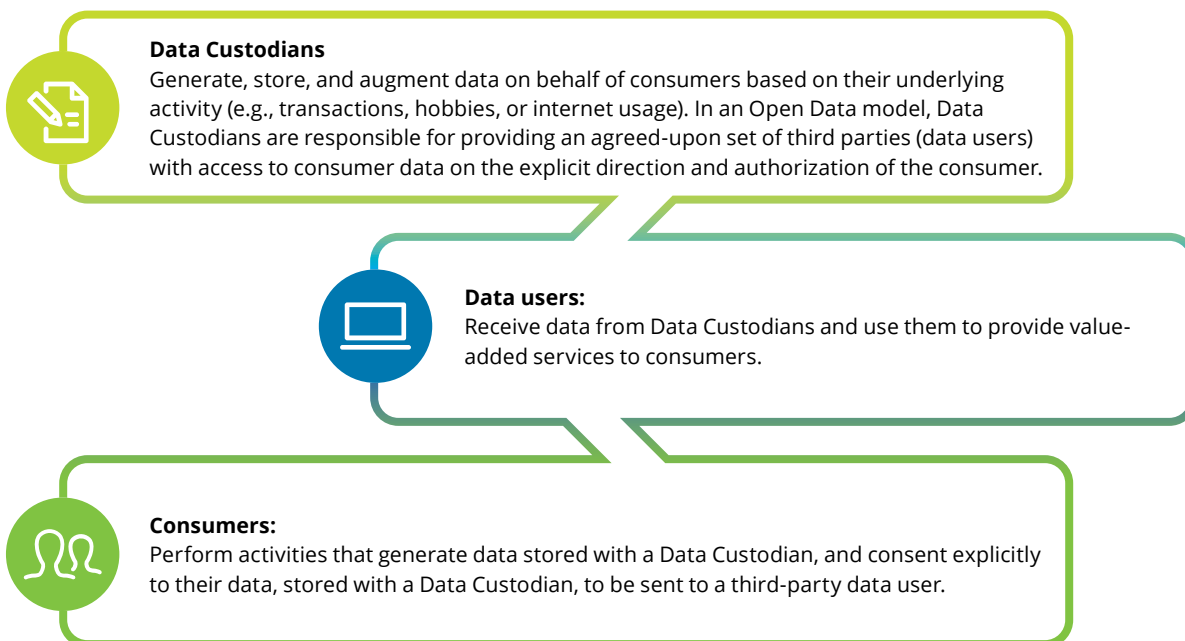 Data Custodians
Generate, store, and augment data on behalf of consumers based on their underlying
activity (e.g., transactions, hobbies, or internet usage). In an Open Data model, Data
Custodians are responsible for providing an agreed-upon set of third parties (data users)
with access to consumer data on the explicit direction and authorization of the consumer.
Data users:
Receive data from Data Custodians and use them to provide value-
added services to consumers.
Consumers:
Perform activities that generate data stored with a Data Custodian, and consent explicitly
to their data, stored with a Data Custodian, to be sent to a third-party data user.